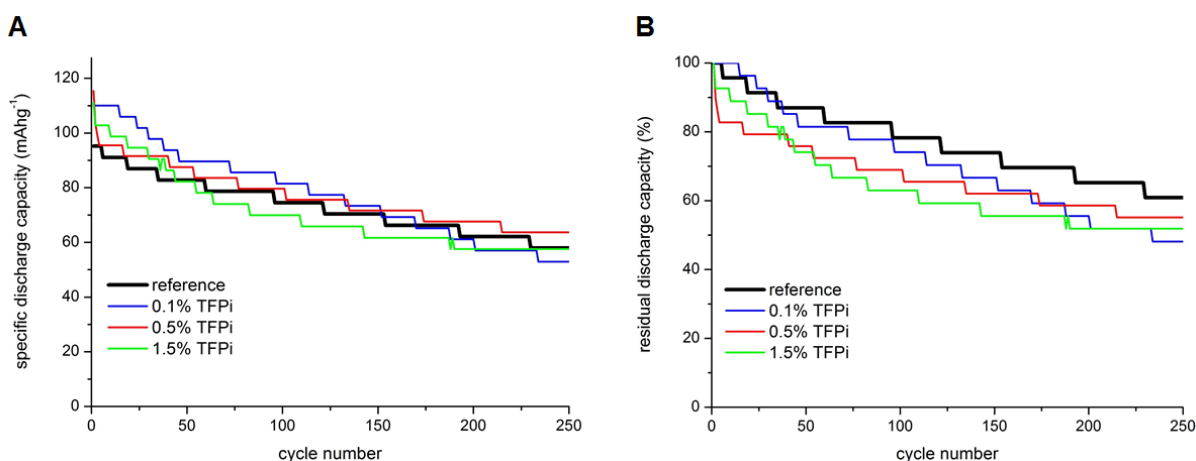 A
specific discharge capacity (mAhg⁻¹)
120
100
80
60
40
20
0
reference
0.1% TFPi
0.5% TFPi
1.5% TFPi
0 50 100 150 200 250
cycle number
B
residual discharge capacity (%)
100
80
60
40
20
0
reference
0.1% TFPi
0.5% TFPi
1.5% TFPi
0 50 100 150 200 250
cycle number